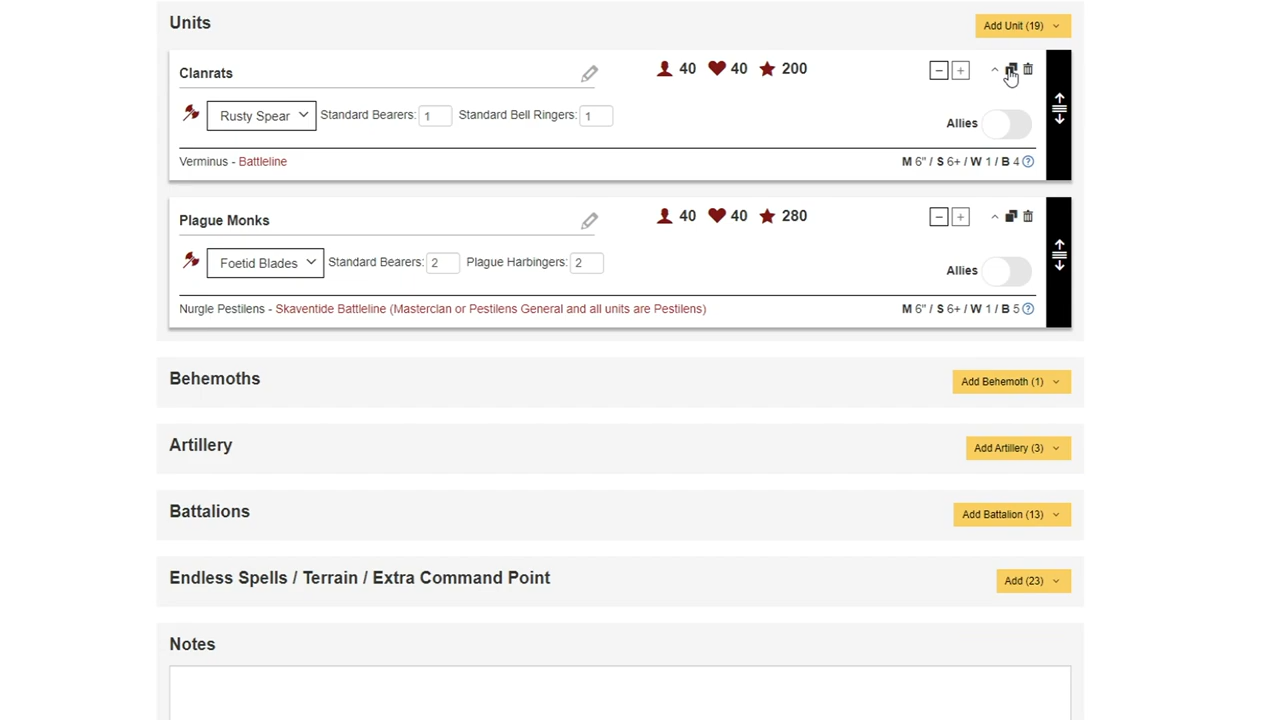 Units
Add Unit (19)
Clanrats
40 40 200
Rusty Spear Standard Bearers: 1 Standard Bell Ringers: 1
Allies
Verminus - Battleline
M 6" / S 6+ / W 1 / B 4
Plague Monks
40 40 280
Foetid Blades Standard Bearers: 2 Plague Harbingers: 2
Allies
Nurgle Pestilens - Skaventide Battleline (Masterclan or Pestilens General and all units are Pestilens)
M 6" / S 6+ / W 1 / B 5
Behemoths
Add Behemoth (1)
Artillery
Add Artillery (3)
Battalions
Add Battalion (13)
Endless Spells / Terrain / Extra Command Point
Add (23)
Notes